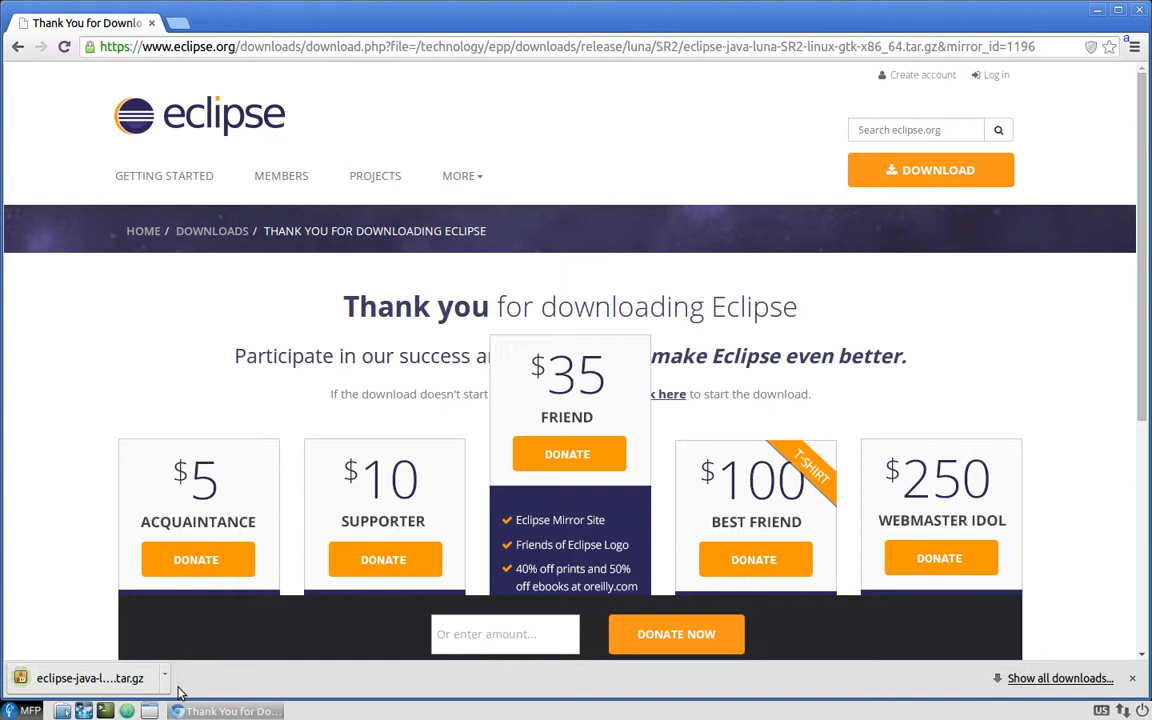 Thank You for Downlo
https://www.eclipse.org/downloads/download.php?file=/technology/epp/downloads/release/luna/SR2/eclipse-java-luna-SR2-linux-gtk-x86_64.tar.gz&mirror_id=1196
a
Create account Log in
eclipse
Search eclipse.org
DOWNLOAD
GETTING STARTED MEMBERS PROJECTS MORE
HOME / DOWNLOADS / THANK YOU FOR DOWNLOADING ECLIPSE
Thank you for downloading Eclipse
Participate in our success a make Eclipse even better.
If the download doesn't start k here to start the download.
$35
FRIEND
DONATE
Eclipse Mirror Site
Friends of Eclipse Logo
40% off prints and 50%
off ebooks at oreilly.com
$5
ACQUAINTANCE
DONATE
$10
SUPPORTER
DONATE
$100
T-SHIRT
BEST FRIEND
DONATE
$250
WEBMASTER IDOL
DONATE
Or enter amount... DONATE NOW
eclipse-java-l....tar.gz Show all downloads...
MFP Thank You for Do... US